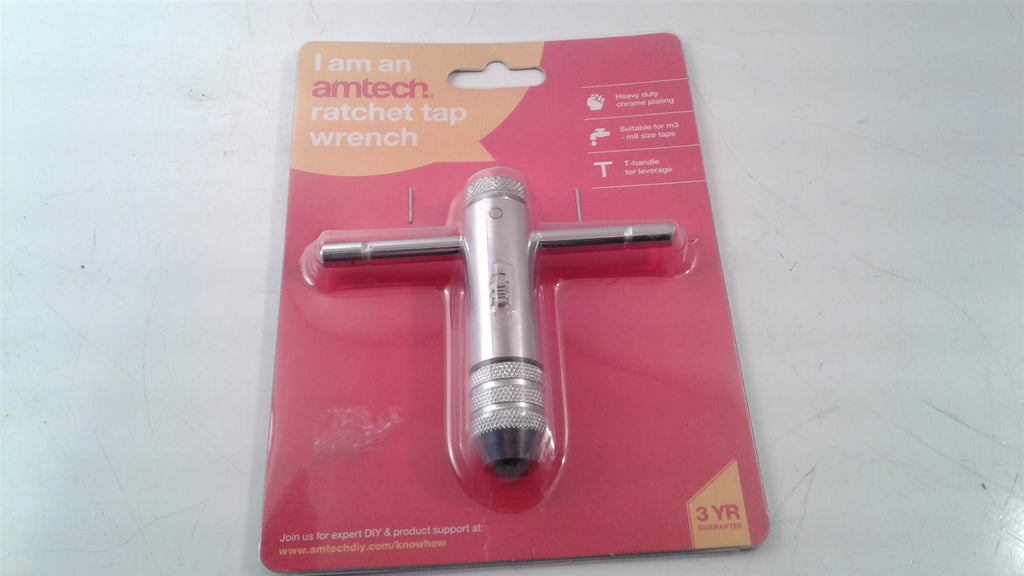 I am an
amtech
ratchet tap
wrench
Heavy duty
chrome plating
Suitable for m3
- m8 size taps
T-handle
for leverage
3 YR
GUARANTEE
Join us for expert DIY & product support at:
www.amtechdiy.com/knowhow